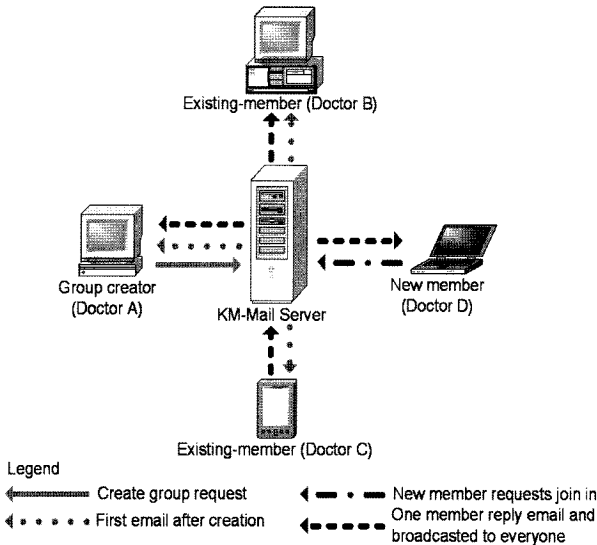 Existing-member (Doctor B)
Group creator
(Doctor A)
KM-Mail Server
New member
(Doctor D)
Existing-member (Doctor C)
Legend
Create group request
First email after creation
New member requests join in
One member reply email and
broadcasted to everyone